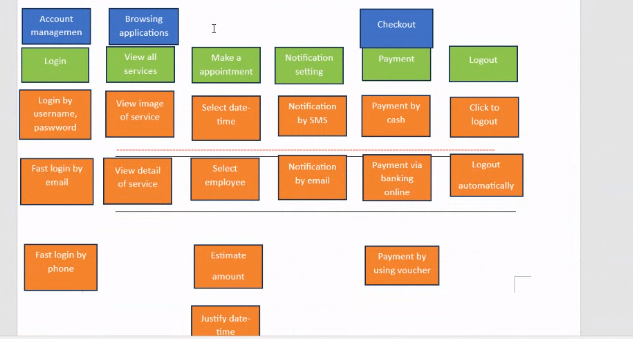 Account
managemen
Browsing
applications
Checkout
Login
View all
services
Make a
appointment
Notification
setting
Payment
Logout
Login by
username,
paswword
View image
of service
Select date-
time
Notification
by SMS
Payment by
cash
Click to
logout
Fast login by
email
View detail
of service
Select
employee
Notification
by email
Payment via
banking
online
Logout
automatically
Fast login by
phone
Estimate
amount
Payment by
using voucher
Justify date-
time